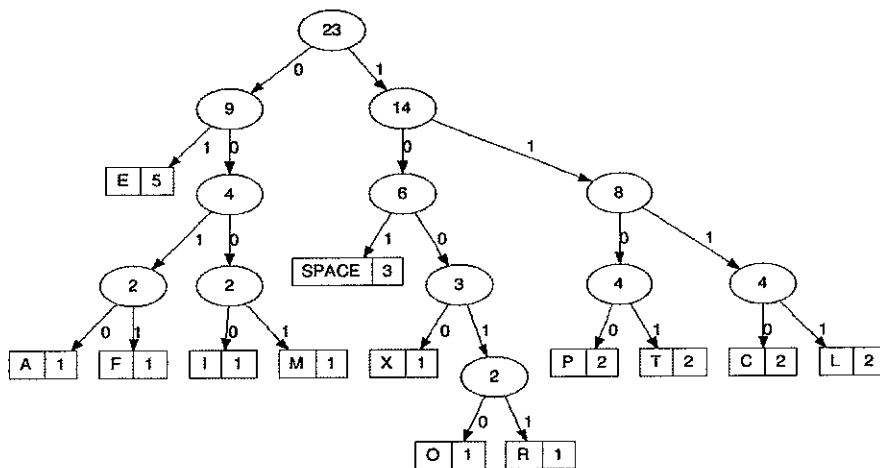 23
0 1
9 14
1 0 0 1
E 5
4 6 8
1 0 1 0 0 1
SPACE 3
2 2 3 4 4
0 1 0 1 0 1 0 1 0 1
A 1 F 1 I 1 M 1 X 1 P 2 T 2 C 2 L 2
2
0 1
O 1 R 1